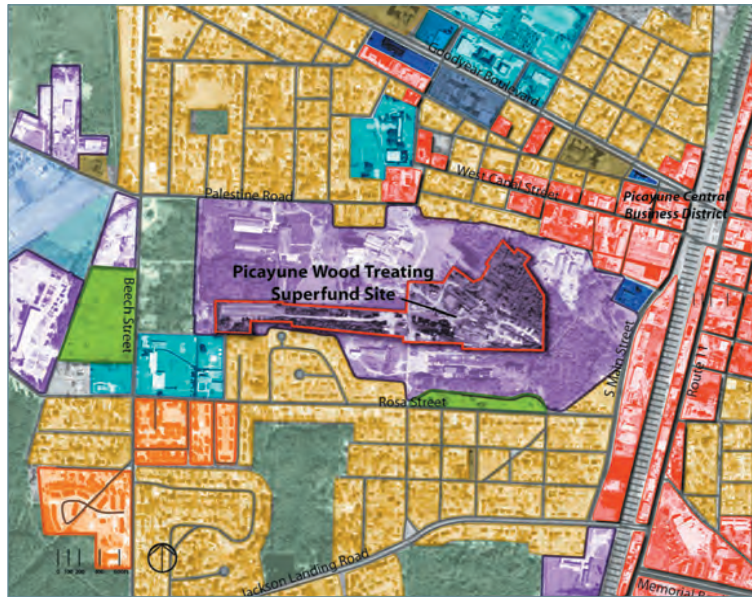 Goodyear Boulevard
West Canal Street
Palestine Road
Picayune Central
Business District
Picayune Wood Treating
Superfund Site
Beech Street
S Main Street
Route 11
Rosa Street
Jackson Landing Road
Memorial